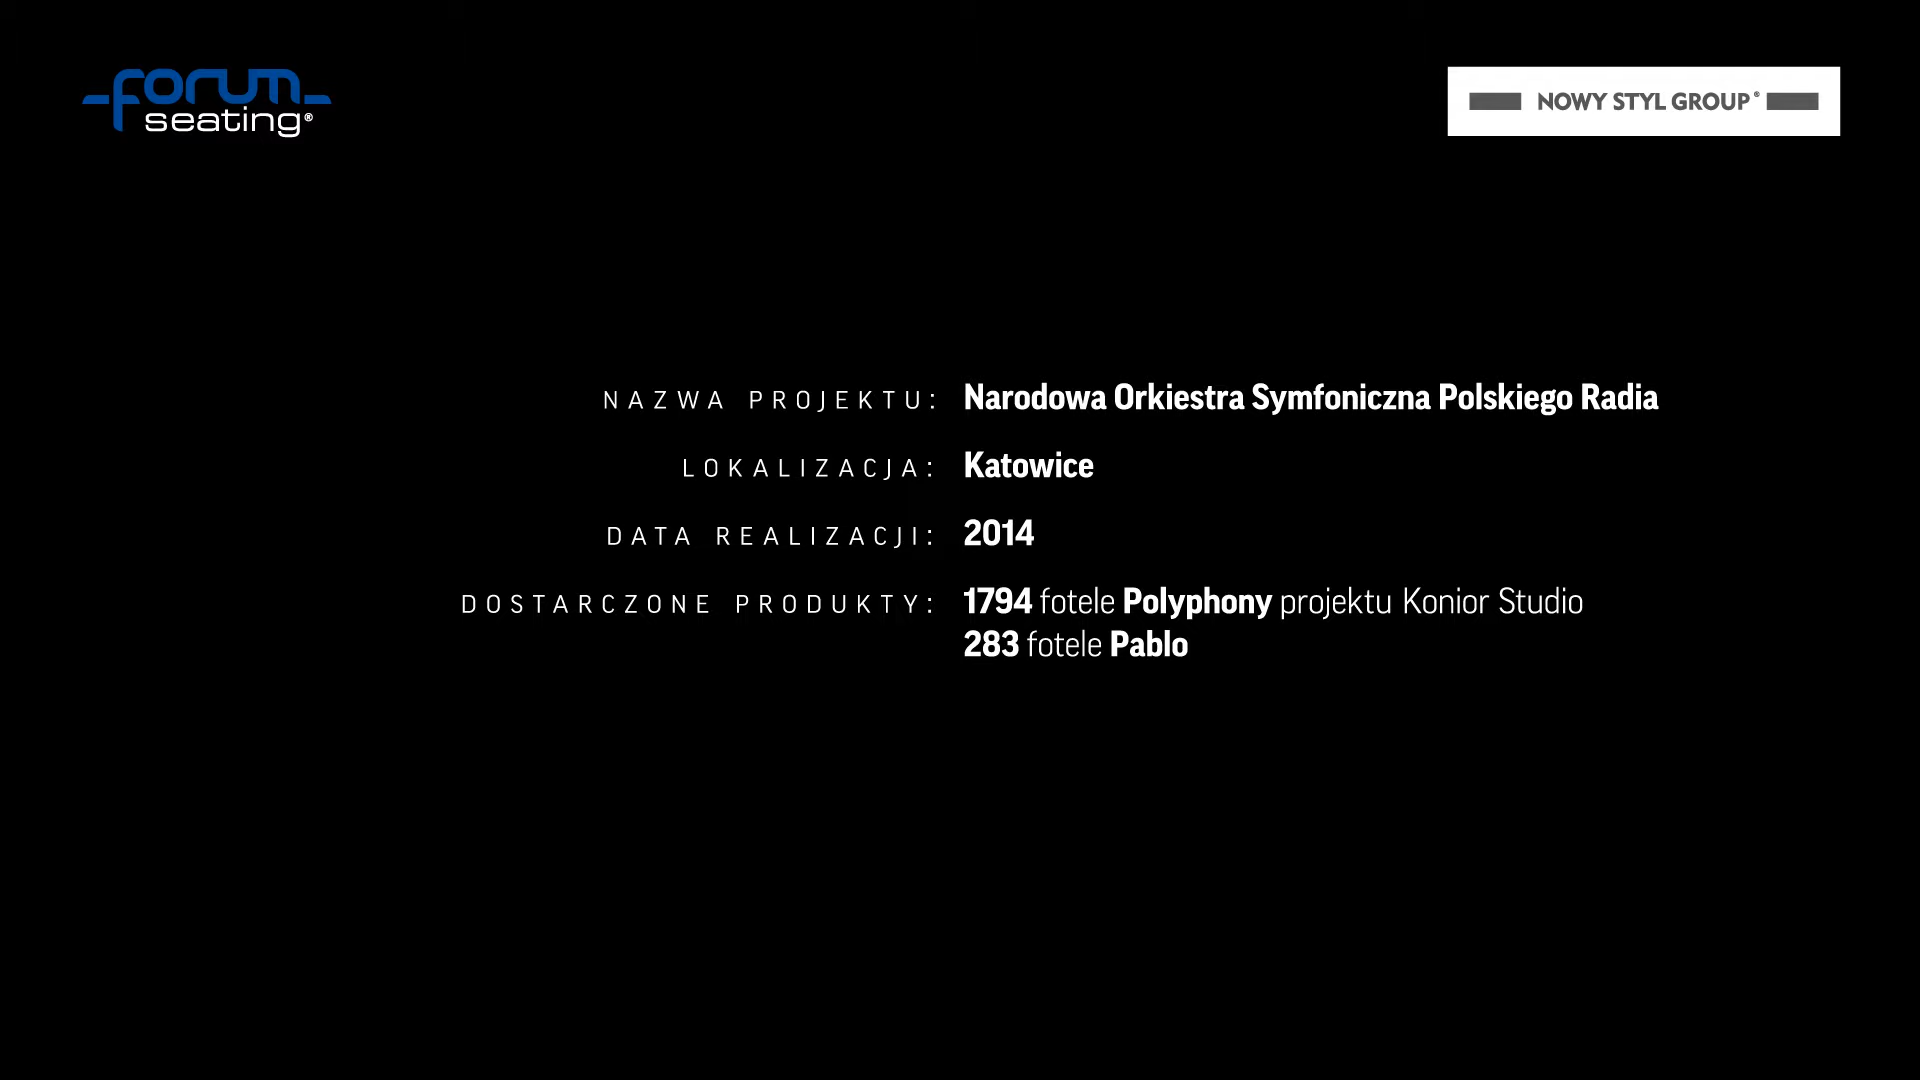 forum
seating®
NOWY STYL GROUP®
NAZWA PROJEKTU: Narodowa Orkiestra Symfoniczna Polskiego Radia
LOKALIZACJA: Katowice
DATA REALIZACJI: 2014
DOSTARCZONE PRODUKTY: 1794 fotele Polyphony projektu Konior Studio
283 fotele Pablo